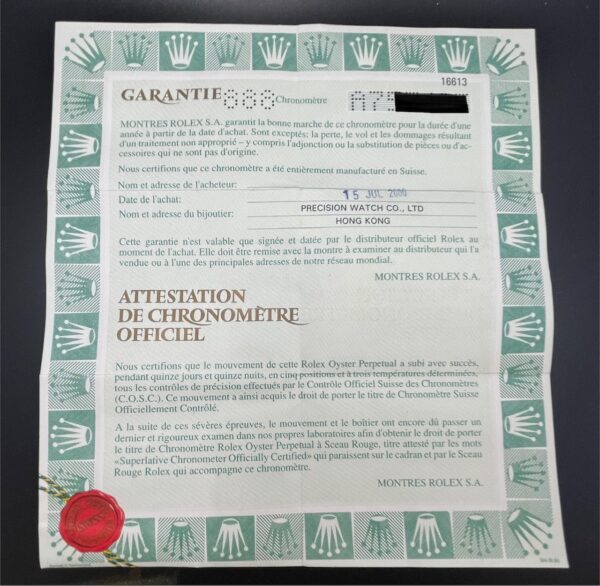 16613
GARANTIE 888 Chronomètre A7
MONTRES ROLEX S.A. garantit la bonne marche de ce chronomètre pour la durée d'une
année à partir de la date d'achat. Sont exceptés: la perte, le vol et les dommages résultant
d'un traitement non approprié – y compris l'adjonction ou la substitution de pièces ou d'ac-
cessoires qui ne sont pas d'origine.
Nous certifions que ce chronomètre a été entièrement manufacturé en Suisse.
Nom et adresse de l'acheteur:
Date de l'achat: 15 JUL 2000
Nom et adresse du bijoutier: PRECISION WATCH CO., LTD
HONG KONG
Cette garantie n'est valable que signée et datée par le distributeur officiel Rolex au
moment de l'achat. Elle doit être remise avec la montre à examiner au distributeur qui l'a
vendue ou à l'une des principales adresses de notre réseau mondial.
MONTRES ROLEX S.A.
ATTESTATION
DE CHRONOMÈTRE
OFFICIEL
Nous certifions que le mouvement de cette Rolex Oyster Perpetual a subi avec succès,
pendant quinze jours et quinze nuits, en cinq positions et à trois températures déterminées,
tous les contrôles de précision effectués par le Contrôle Officiel Suisse des Chronomètres
(C.O.S.C.). Ce mouvement a ainsi acquis le droit de porter le titre de Chronomètre Suisse
Officiellement Contrôlé.
A la suite de ces sévères épreuves, le mouvement et le boîtier ont encore dû passer un
dernier et rigoureux examen dans nos propres laboratoires afin d'obtenir le droit de porter
le titre de Chronomètre Rolex Oyster Perpetual à Sceau Rouge, titre attesté par les mots
«Superlative Chronometer Officially Certified» qui paraissent sur le cadran et par le Sceau
Rouge Rolex qui accompagne ce chronomètre.
MONTRES ROLEX S.A.